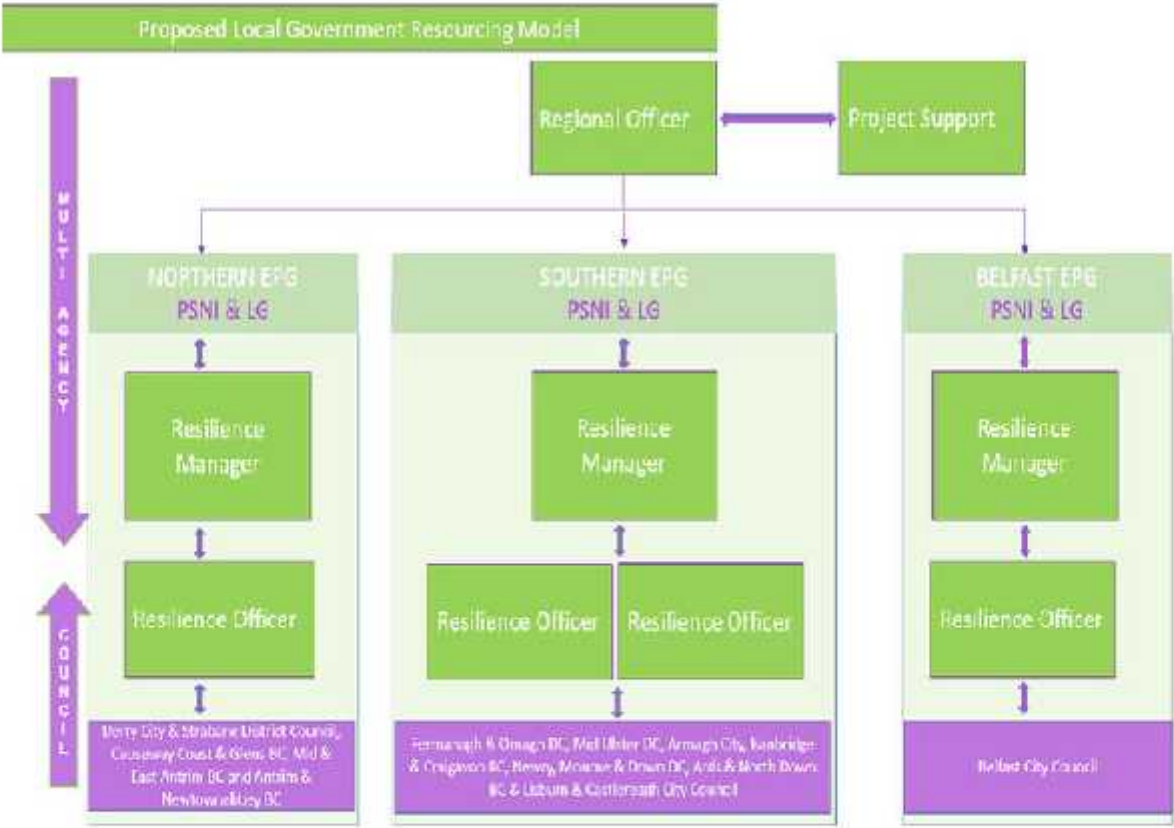 Proposed Local Government Resourcing Model
Regional Officer
Project Support
MULTI AGENCY
COUNCIL
NORTHERN EPG
PSNI & LG
Resilience
Manager
Resilience Officer
Derry City & Strabane District Council,
Causeway Coast & Glens BC, Mid &
East Antrim BC and Antrim &
Newtownabbey BC
SOUTHERN EPG
PSNI & LG
Resilience
Manager
Resilience Officer
Resilience Officer
Fermanagh & Omagh DC, Mid Ulster DC, Armagh City, Banbridge
& Craigavon BC, Newry, Mourne & Down DC, Ards & North Down
BC & Lisburn & Castlereagh City Council
BELFAST EPG
PSNI & LG
Resilience
Manager
Resilience Officer
Belfast City Council